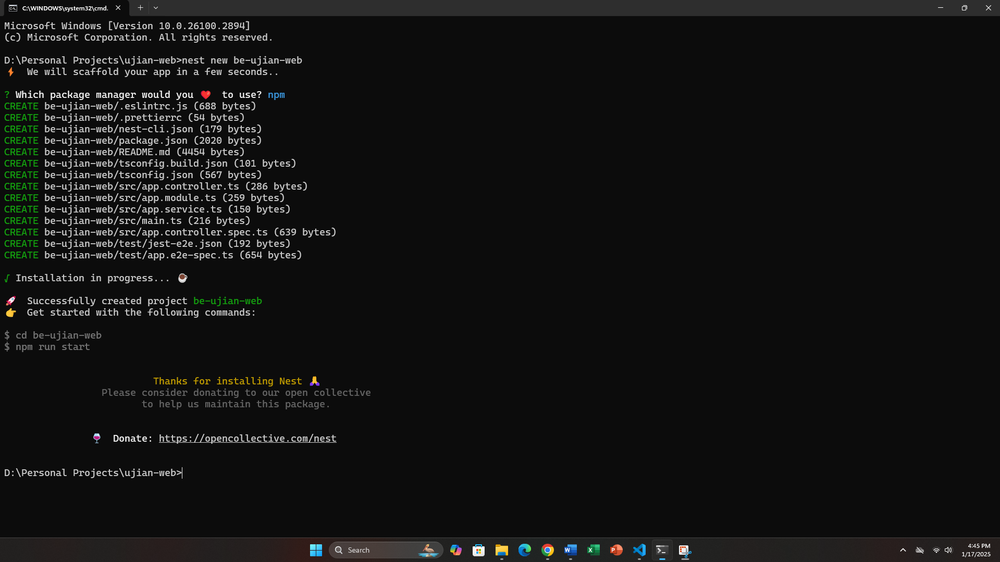 C:\WINDOWS\system32\cmd.
Microsoft Windows [Version 10.0.26100.2894]
(c) Microsoft Corporation. All rights reserved.
D:\Personal Projects\ujian-web>nest new be-ujian-web
⚡ We will scaffold your app in a few seconds..
? Which package manager would you ❤️ to use? npm
CREATE be-ujian-web/.eslintrc.js (688 bytes)
CREATE be-ujian-web/.prettierrc (54 bytes)
CREATE be-ujian-web/nest-cli.json (179 bytes)
CREATE be-ujian-web/package.json (2020 bytes)
CREATE be-ujian-web/README.md (4454 bytes)
CREATE be-ujian-web/tsconfig.build.json (101 bytes)
CREATE be-ujian-web/tsconfig.json (567 bytes)
CREATE be-ujian-web/src/app.controller.ts (286 bytes)
CREATE be-ujian-web/src/app.module.ts (259 bytes)
CREATE be-ujian-web/src/app.service.ts (150 bytes)
CREATE be-ujian-web/src/main.ts (216 bytes)
CREATE be-ujian-web/src/app.controller.spec.ts (639 bytes)
CREATE be-ujian-web/test/jest-e2e.json (192 bytes)
CREATE be-ujian-web/test/app.e2e-spec.ts (654 bytes)
√ Installation in progress... ☕
🚀 Successfully created project be-ujian-web
👉 Get started with the following commands:
$ cd be-ujian-web
$ npm run start
Thanks for installing Nest 🙏
Please consider donating to our open collective
to help us maintain this package.
🍷 Donate: https://opencollective.com/nest
D:\Personal Projects\ujian-web>
Search
4:45 PM
1/17/2025